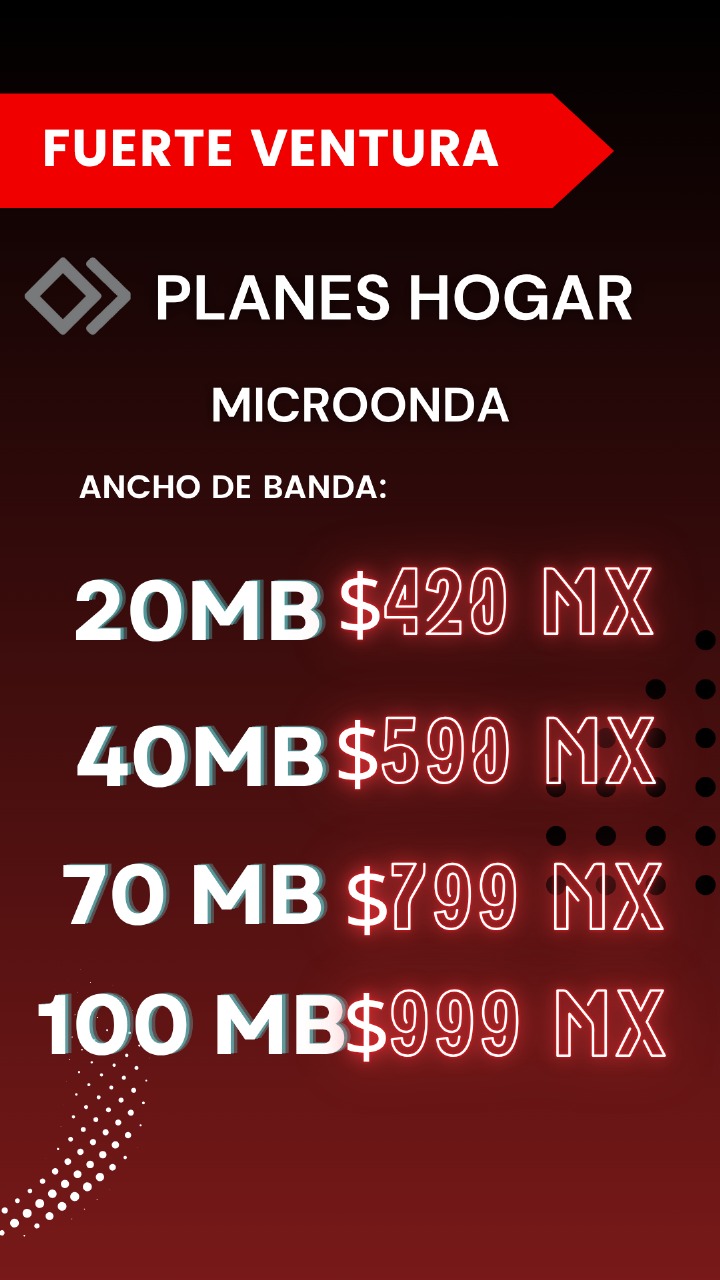 FUERTE VENTURA
PLANES HOGAR
MICROONDA
ANCHO DE BANDA:
20MB $420 MX
40MB $590 MX
70 MB $799 MX
100 MB $999 MX